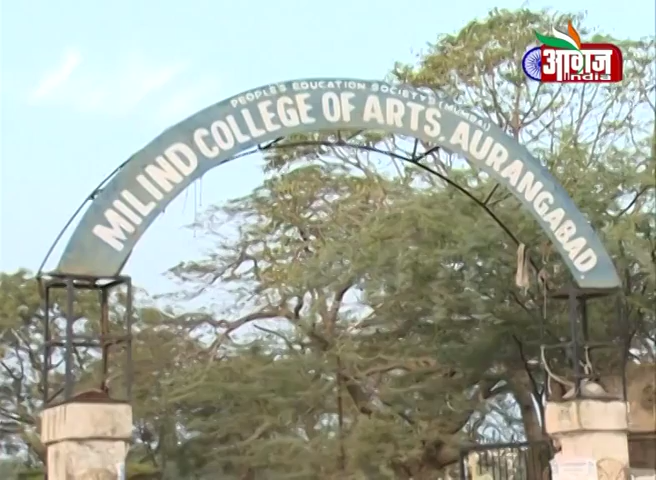 आग़ाज़
India
PEOPLES EDUCATION SOCIETY'S (MUMBAI)
MILIND COLLEGE OF ARTS, AURANGABAD